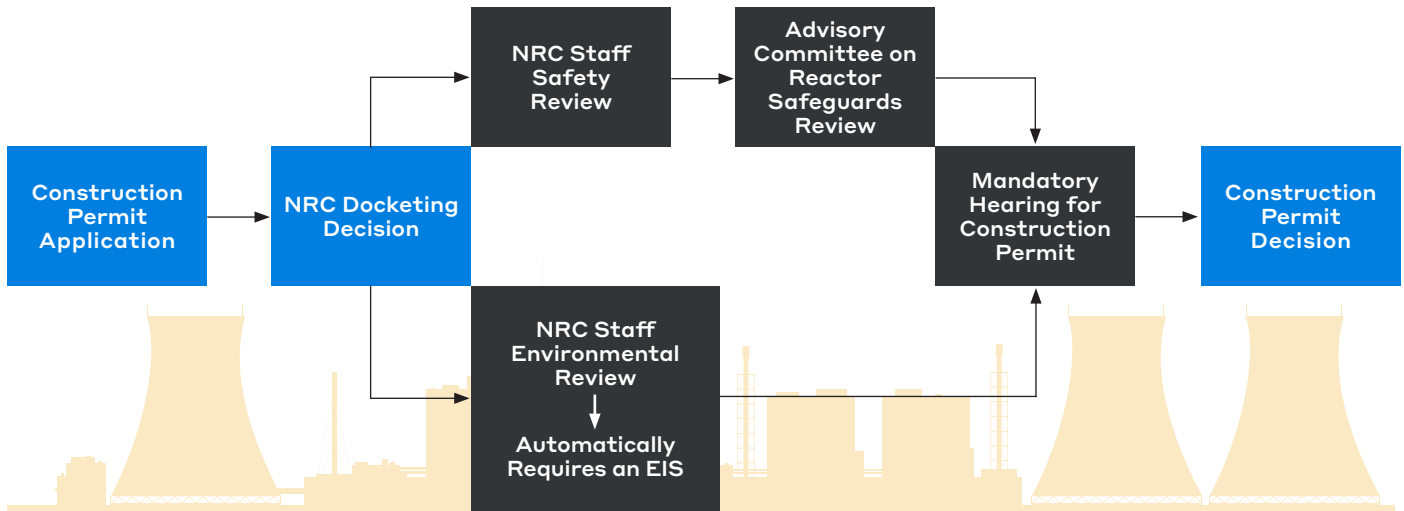 Construction
Permit
Application
NRC Docketing
Decision
NRC Staff
Safety
Review
Advisory
Committee on
Reactor
Safeguards
Review
NRC Staff
Environmental
Review
Automatically
Requires an EIS
Mandatory
Hearing for
Construction
Permit
Construction
Permit
Decision